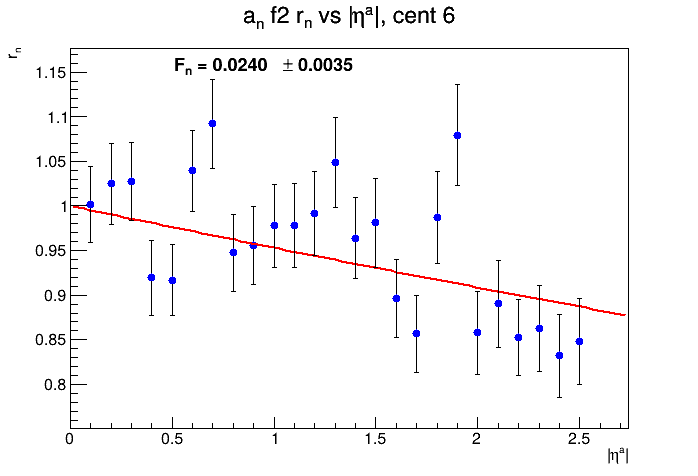 aₙ f2 rₙ vs |ηᵃ|, cent 6
rₙ
Fₙ = 0.0240 ± 0.0035
1.15
1.1
1.05
1
0.95
0.9
0.85
0.8
0 0.5 1 1.5 2 2.5
|ηᵃ|